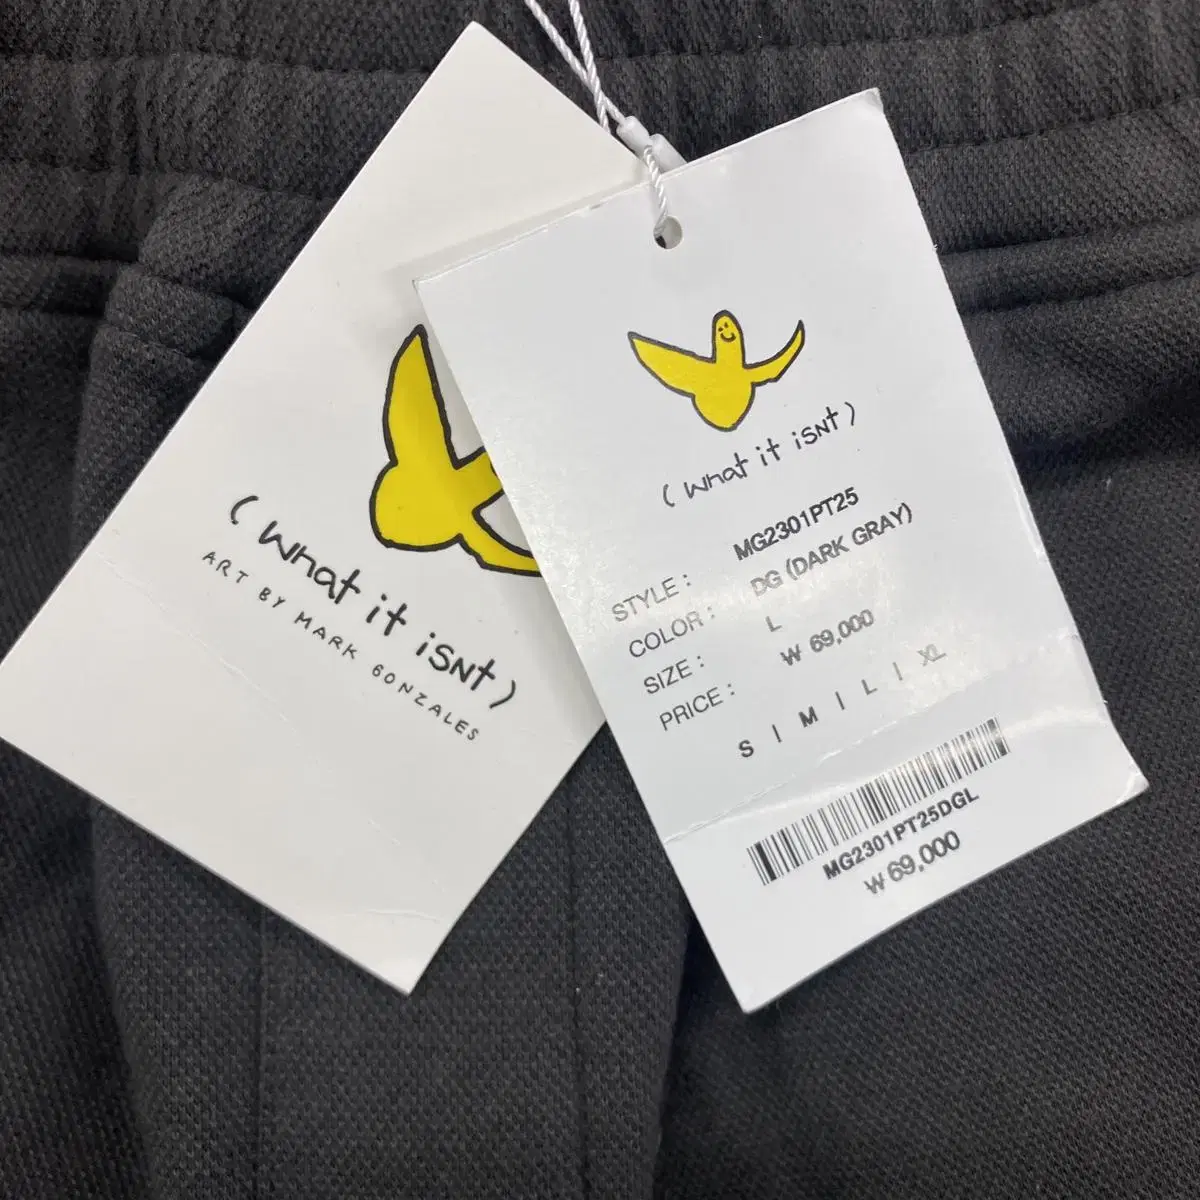 (what it isNt)
ART BY MARK GONZALES
(what it isNt)
STYLE : MG2301PT25
COLOR : DG (DARK GRAY)
SIZE : L
PRICE : ₩ 69,000
S | M | L | XL
MG2301PT25DGL
₩ 69,000